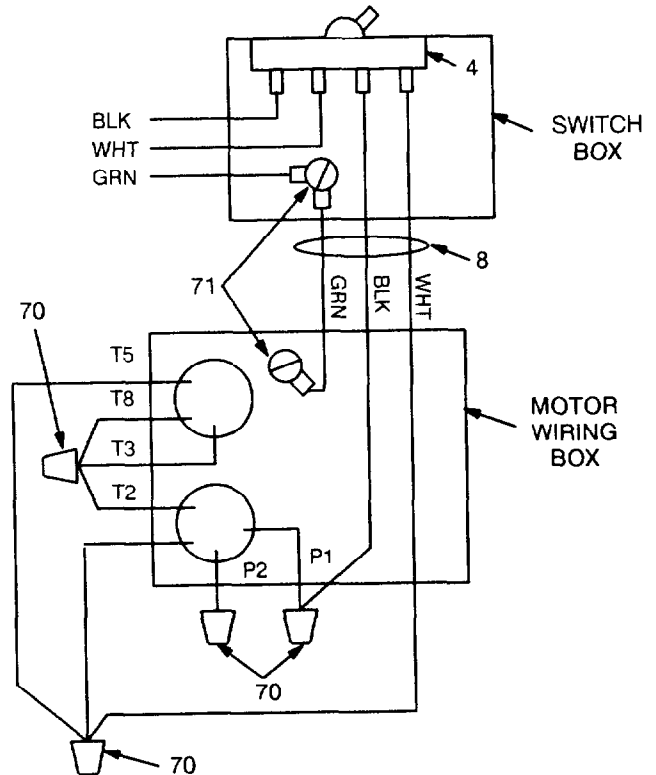 4
BLK
WHT
GRN
SWITCH
BOX
8
71
GRN
BLK
WHT
70
T5
T8
T3
T2
MOTOR
WIRING
BOX
P2
P1
70
70